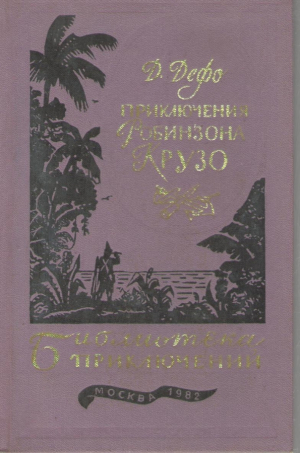 Д. Дефо
ПРИКЛЮЧЕНИЯ
РОБИНЗОНА
КРУЗО
Библиотека
ПРИКЛЮЧЕНИЙ
МОСКВА 1982